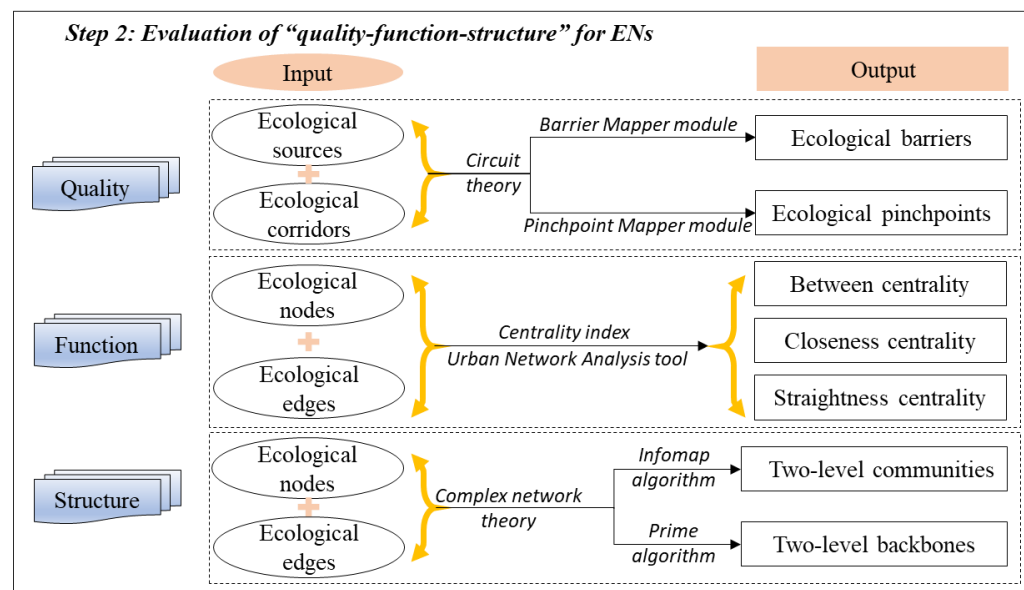 Step 2: Evaluation of “quality-function-structure” for ENs
Input
Output
Quality
Ecological
sources
Ecological
corridors
Circuit
theory
Barrier Mapper module
Pinchpoint Mapper module
Ecological barriers
Ecological pinchpoints
Function
Ecological
nodes
Ecological
edges
Centrality index
Urban Network Analysis tool
Between centrality
Closeness centrality
Straightness centrality
Structure
Ecological
nodes
Ecological
edges
Complex network
theory
Infomap
algorithm
Prime
algorithm
Two-level communities
Two-level backbones